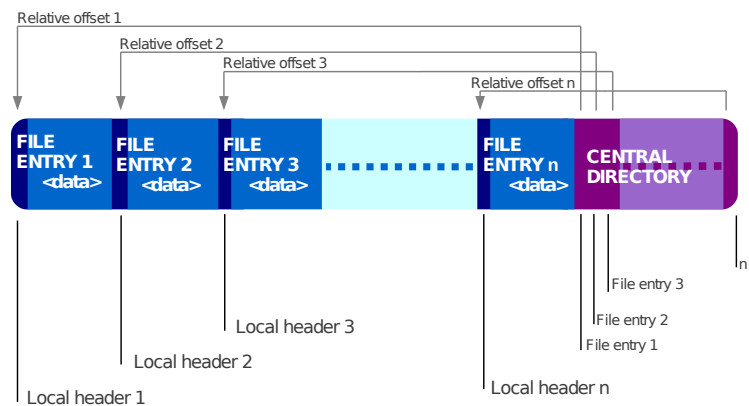 Relative offset 1
Relative offset 2
Relative offset 3
Relative offset n
FILE
ENTRY 1
<data>
FILE
ENTRY 2
<data>
FILE
ENTRY 3
<data>
FILE
ENTRY n
<data>
CENTRAL
DIRECTORY
n
File entry 3
File entry 2
File entry 1
Local header 3
Local header 2
Local header n
Local header 1